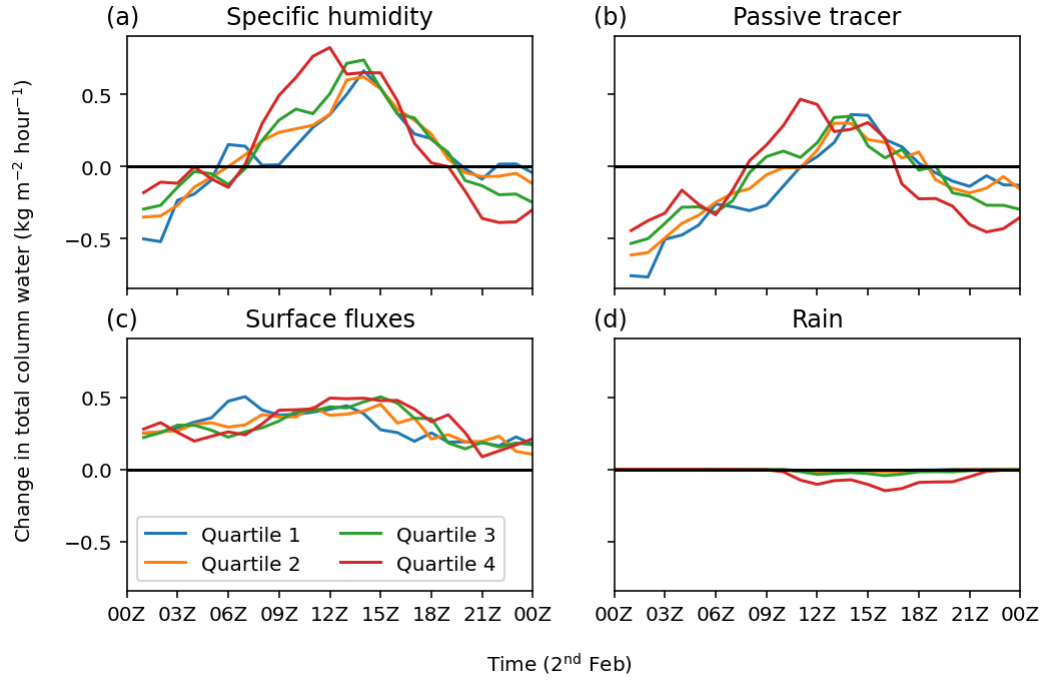 (a) Specific humidity
(b) Passive tracer
0.5
0.0
−0.5
(c) Surface fluxes
(d) Rain
0.5
0.0
−0.5
Quartile 1
Quartile 2
Quartile 3
Quartile 4
00Z 03Z 06Z 09Z 12Z 15Z 18Z 21Z 00Z
00Z 03Z 06Z 09Z 12Z 15Z 18Z 21Z 00Z
Change in total column water (kg m⁻² hour⁻¹)
Time (2ⁿᵈ Feb)